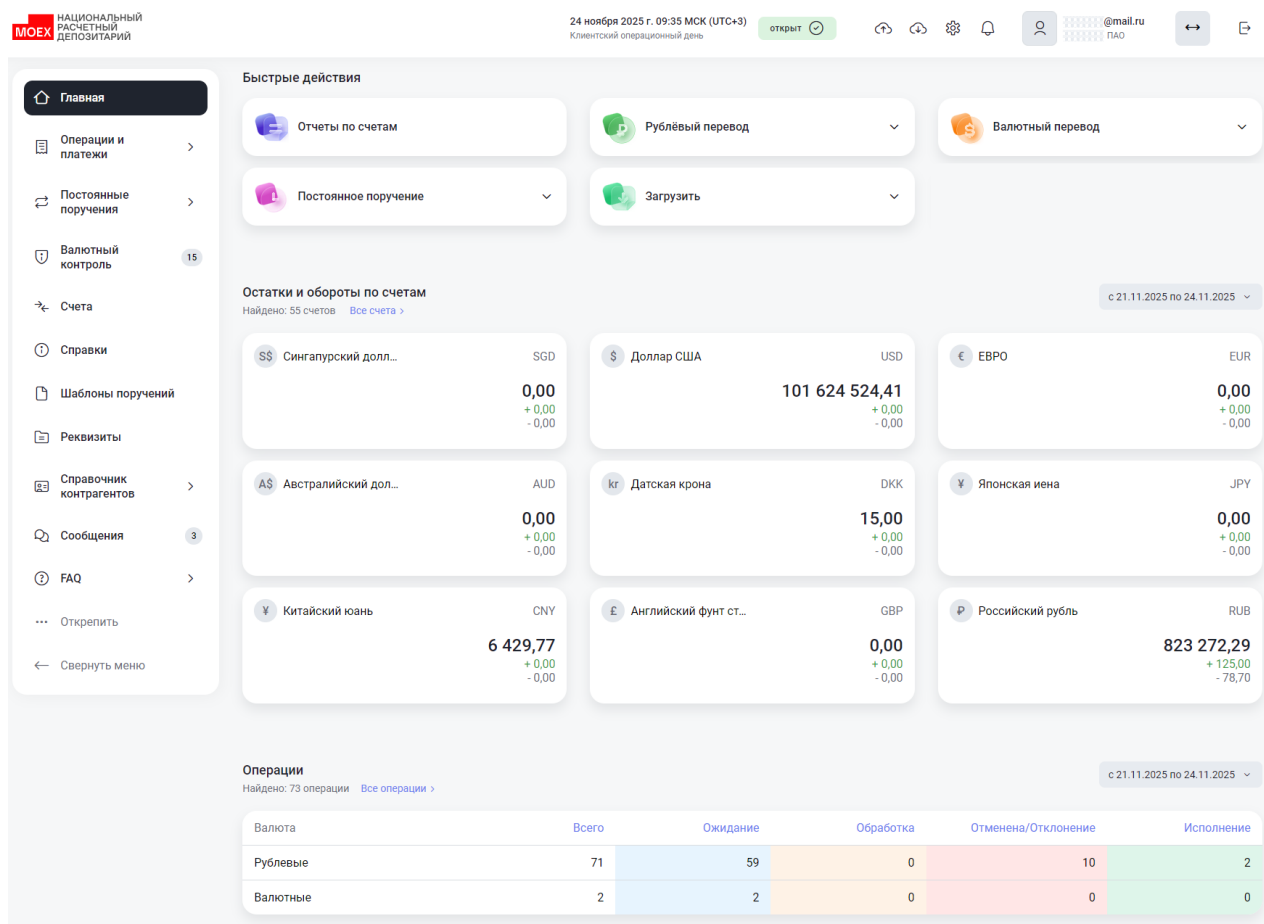 MOEX
НАЦИОНАЛЬНЫЙ
РАСЧЕТНЫЙ
ДЕПОЗИТАРИЙ
24 ноября 2025 г. 09:35 МСК (UTC+3)
Клиентский операционный день
открыт
@mail.ru
ПАО
Главная
Операции и
платежи
Постоянные
поручения
Валютный
контроль
15
Счета
Справки
Шаблоны поручений
Реквизиты
Справочник
контрагентов
Сообщения
3
FAQ
Открепить
Свернуть меню
Быстрые действия
Отчеты по счетам
Рублёвый перевод
Валютный перевод
Постоянное поручение
Загрузить
Остатки и обороты по счетам
Найдено: 55 счетов Все счета >
с 21.11.2025 по 24.11.2025
S$ Сингапурский долл... SGD
0,00
+ 0,00
- 0,00
$ Доллар США USD
101 624 524,41
+ 0,00
- 0,00
€ ЕВРО EUR
0,00
+ 0,00
- 0,00
A$ Австралийский дол... AUD
0,00
+ 0,00
- 0,00
kr Датская крона DKK
15,00
+ 0,00
- 0,00
¥ Японская иена JPY
0,00
+ 0,00
- 0,00
¥ Китайский юань CNY
6 429,77
+ 0,00
- 0,00
£ Английский фунт ст... GBP
0,00
+ 0,00
- 0,00
₽ Российский рубль RUB
823 272,29
+ 125,00
- 78,70
Операции
Найдено: 73 операции Все операции >
с 21.11.2025 по 24.11.2025
Валюта Всего Ожидание Обработка Отменена/Отклонение Исполнение
Рублевые 71 59 0 10 2
Валютные 2 2 0 0 0